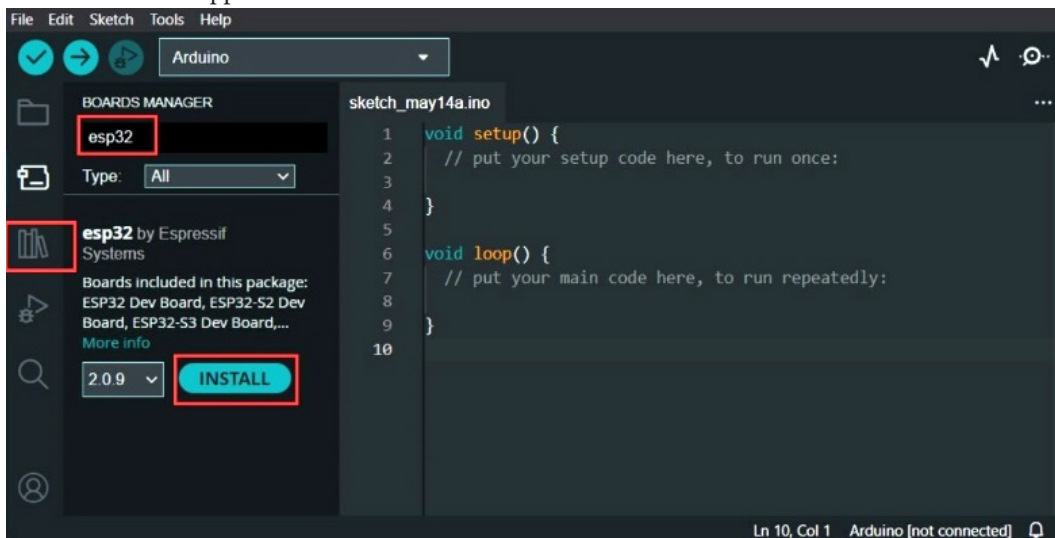 File Edit Sketch Tools Help
Arduino
BOARDS MANAGER
esp32
Type: All
esp32 by Espressif
Systems
Boards included in this package:
ESP32 Dev Board, ESP32-S2 Dev
Board, ESP32-S3 Dev Board,...
More info
2.0.9 INSTALL
sketch_may14a.ino
...
1 void setup() {
2 // put your setup code here, to run once:
3
4 }
5
6 void loop() {
7 // put your main code here, to run repeatedly:
8
9 }
10
Ln 10, Col 1 Arduino [not connected]